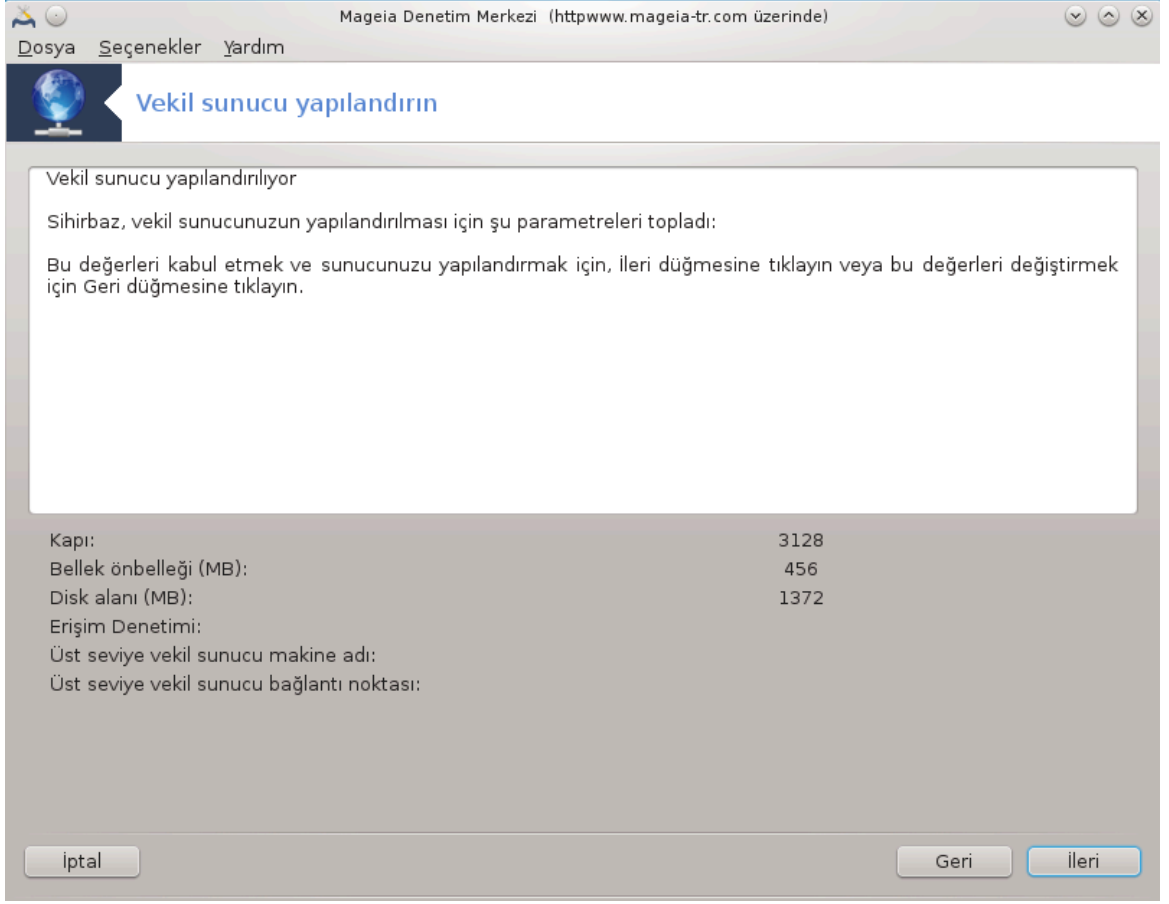 Mageia Denetim Merkezi (httpwww.mageia-tr.com üzerinde)
Dosya Seçenekler Yardım
Vekil sunucu yapılandırın
Vekil sunucu yapılandırılıyor
Sihirbaz, vekil sunucunuzun yapılandırılması için şu parametreleri topladı:
Bu değerleri kabul etmek ve sunucunuzu yapılandırmak için, İleri düğmesine tıklayın veya bu değerleri değiştirmek
için Geri düğmesine tıklayın.
Kapı: 3128
Bellek önbelleği (MB): 456
Disk alanı (MB): 1372
Erişim Denetimi:
Üst seviye vekil sunucu makine adı:
Üst seviye vekil sunucu bağlantı noktası:
İptal Geri İleri